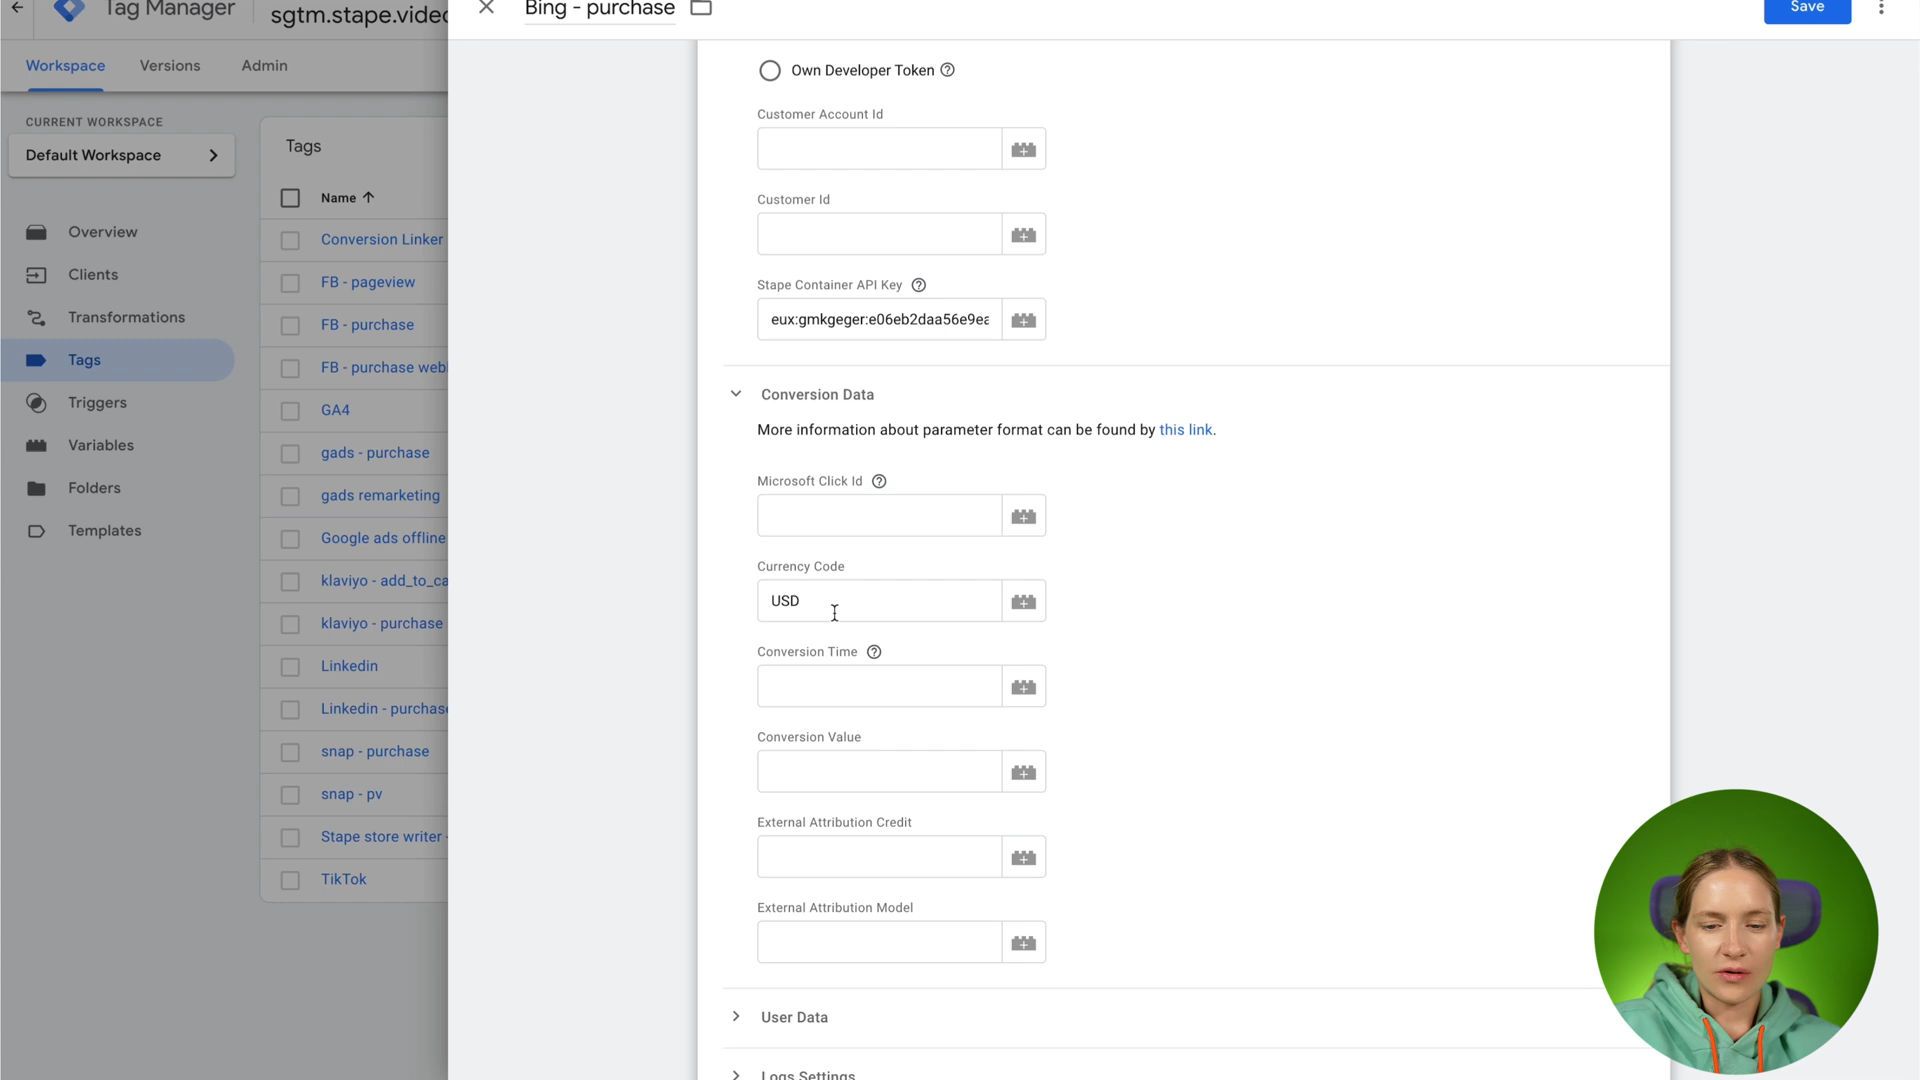 Tag Manager
sgtm.stape.video
Bing - purchase
Save
Workspace
Versions
Admin
CURRENT WORKSPACE
Default Workspace
Overview
Clients
Transformations
Tags
Triggers
Variables
Folders
Templates
Tags
Name
Conversion Linker
FB - pageview
FB - purchase
FB - purchase web
GA4
gads - purchase
gads remarketing
Google ads offline
klaviyo - add_to_ca
klaviyo - purchase
Linkedin
Linkedin - purchase
snap - purchase
snap - pv
Stape store writer -
TikTok
Own Developer Token
Customer Account Id
Customer Id
Stape Container API Key
eux:gmkgeger:e06eb2daa56e9ea
Conversion Data
More information about parameter format can be found by this link.
Microsoft Click Id
Currency Code
USD
Conversion Time
Conversion Value
External Attribution Credit
External Attribution Model
User Data
Logs Settings